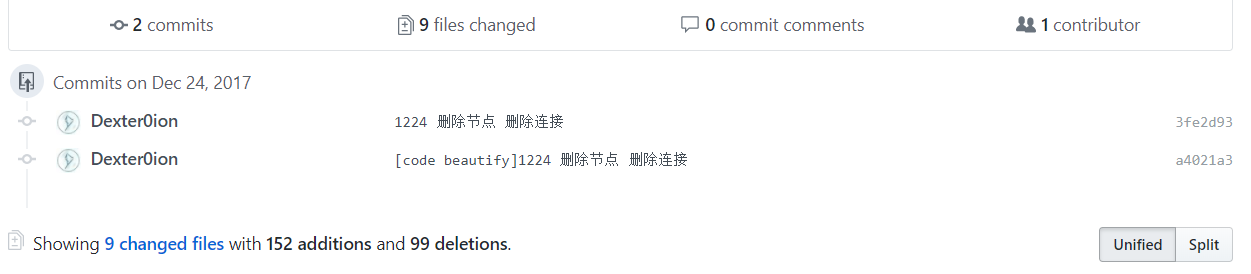 2 commits 9 files changed 0 commit comments 1 contributor
Commits on Dec 24, 2017
Dexter0ion 1224 删除节点 删除连接 3fe2d93
Dexter0ion [code beautify]1224 删除节点 删除连接 a4021a3
Showing 9 changed files with 152 additions and 99 deletions. Unified Split